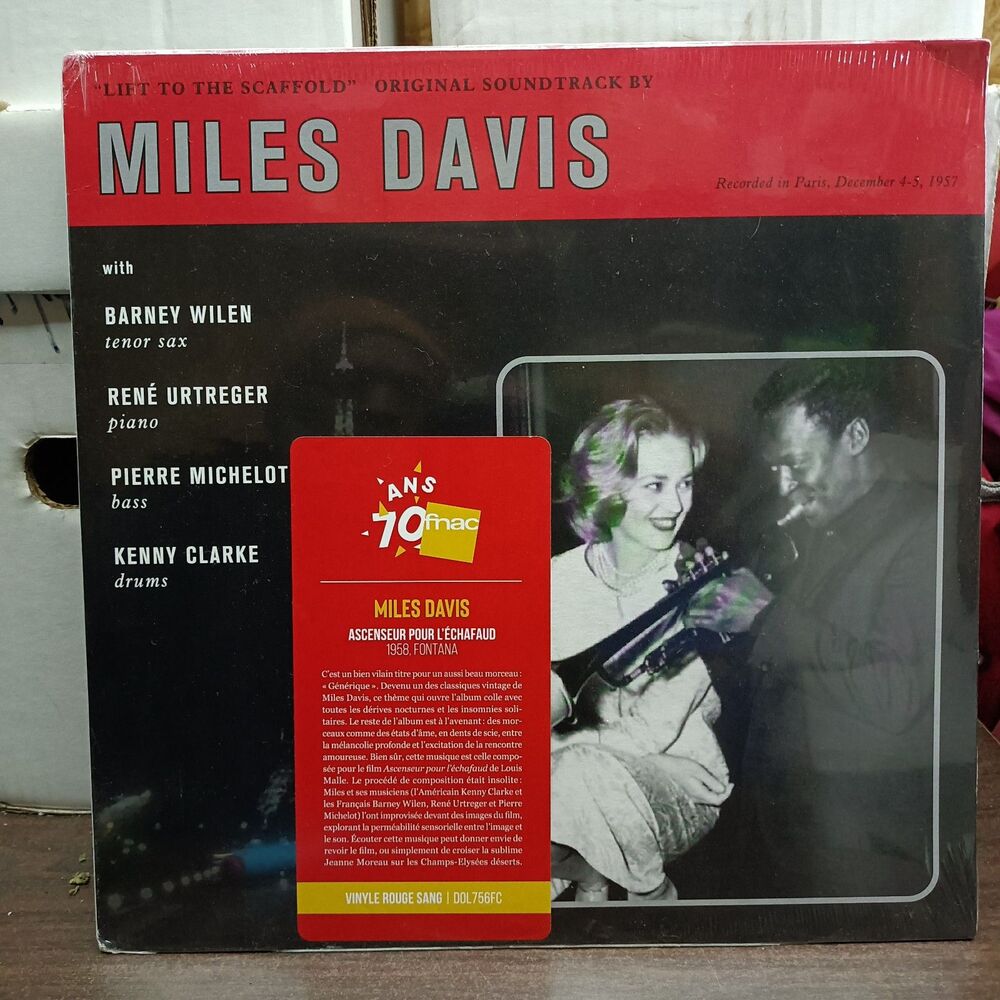 "LIFT TO THE SCAFFOLD" ORIGINAL SOUNDTRACK BY
MILES DAVIS
Recorded in Paris, December 4-5, 1957
with
BARNEY WILEN
tenor sax
RENÉ URTREGER
piano
PIERRE MICHELOT
bass
KENNY CLARKE
drums
ANS
70 fnac
MILES DAVIS
ASCENSEUR POUR L'ÉCHAFAUD
1958, FONTANA
C'est un bien vilain titre pour un aussi beau morceau :
« Générique ». Devenu un des classiques vintage de
Miles Davis, ce thème qui ouvre l'album colle avec
toutes les dérives nocturnes et les insomnies soli-
taires. Le reste de l'album est à l'avenant : des mor-
ceaux comme des états d'âme, en dents de scie, entre
la mélancolie profonde et l'excitation de la rencontre
amoureuse. Bien sûr, cette musique est celle compo-
sée pour le film Ascenseur pour l'échafaud de Louis
Malle. Le procédé de composition était insolite :
Miles et ses musiciens (l'Américain Kenny Clarke et
les Français Barney Wilen, René Urtreger et Pierre
Michelot) l'ont improvisée devant des images du film,
explorant la perméabilité sensorielle entre l'image et
le son. Écouter cette musique peut donner envie de
revoir le film, ou simplement de croiser la sublime
Jeanne Moreau sur les Champs-Elysées déserts.
VINYLE ROUGE SANG | DOL756FC